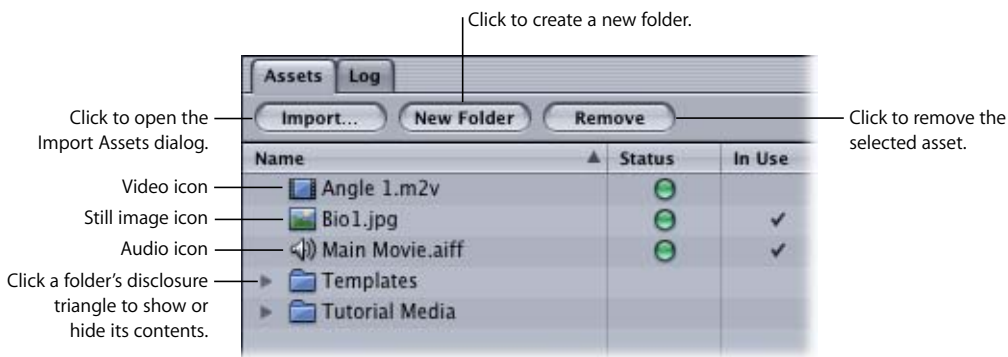 Click to create a new folder.
Assets Log
Click to open the
Import Assets dialog.
Import... New Folder Remove
Click to remove the
selected asset.
Name Status In Use
Video icon
Angle 1.m2v
Still image icon
Bio1.jpg
Audio icon
Main Movie.aiff
Click a folder's disclosure
triangle to show or
hide its contents.
Templates
Tutorial Media